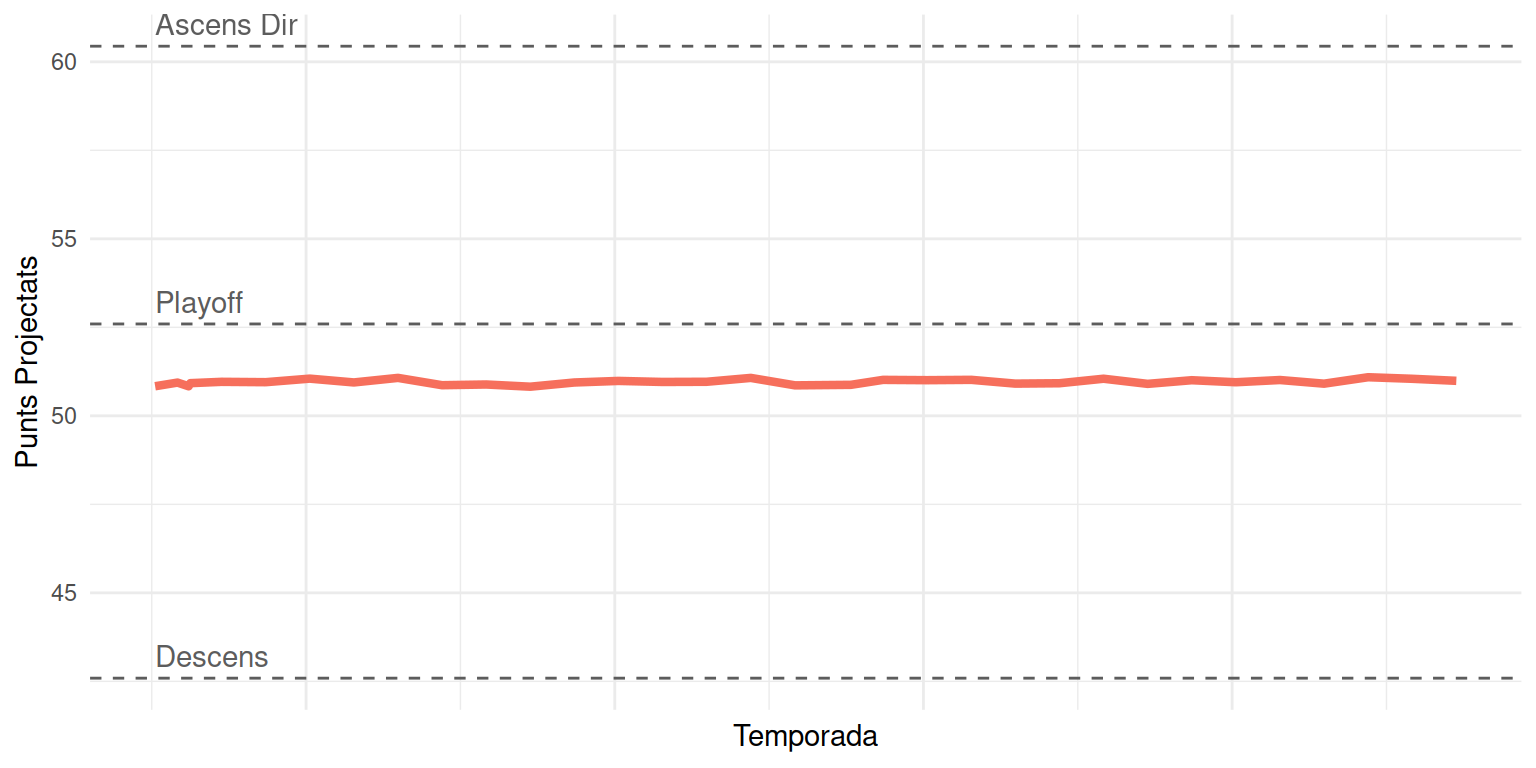 Ascens Dir
60
55
Playoff
50
45
Descens
Punts Projectats
Temporada